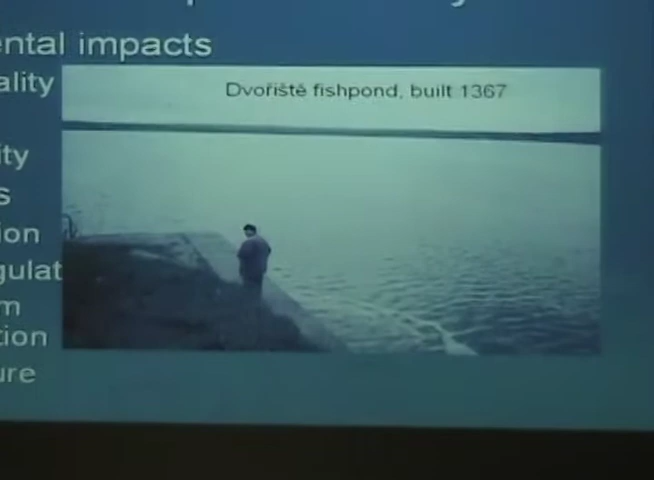 ental impacts
ality
Dvořiště fishpond, built 1367
ity
s
ion
gulat
m
tion
ure